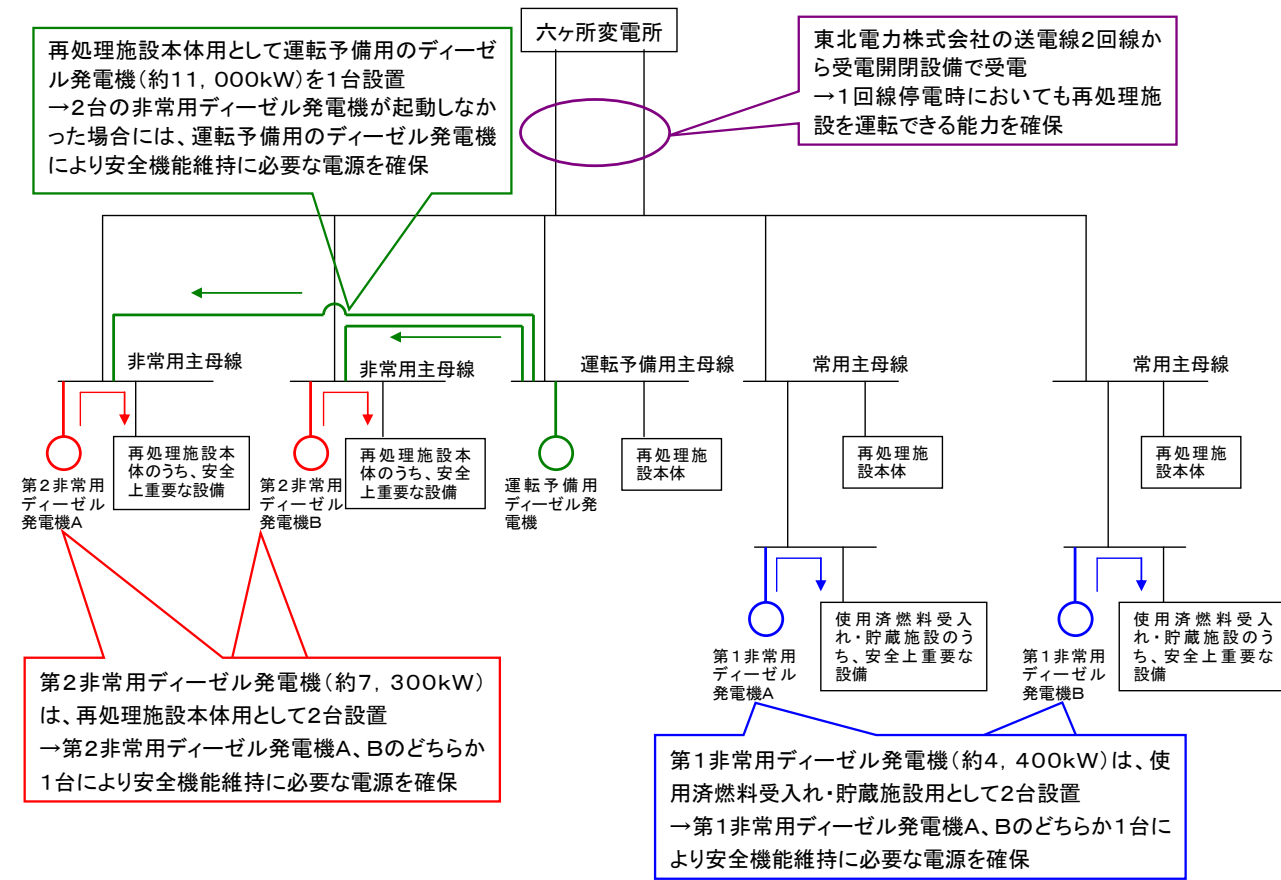 六ヶ所変電所
再処理施設本体用として運転予備用のディーゼ
ル発電機(約11,000kW)を1台設置
→2台の非常用ディーゼル発電機が起動しなか
った場合には、運転予備用のディーゼル発電機
により安全機能維持に必要な電源を確保
東北電力株式会社の送電線2回線か
ら受電開閉設備で受電
→1回線停電時においても再処理施
設を運転できる能力を確保
非常用主母線
非常用主母線
運転予備用主母線
常用主母線
常用主母線
第2非常用
ディーゼル
発電機A
再処理施設本
体のうち、安全
上重要な設備
第2非常用
ディーゼル
発電機B
再処理施設本
体のうち、安全
上重要な設備
運転予備用
ディーゼル発
電機
再処理施
設本体
再処理施
設本体
再処理施
設本体
第1非常用
ディーゼル
発電機A
使用済燃料受入
れ・貯蔵施設のう
ち、安全上重要な
設備
第1非常用
ディーゼル
発電機B
使用済燃料受入
れ・貯蔵施設のう
ち、安全上重要な
設備
第2非常用ディーゼル発電機(約7,300kW)
は、再処理施設本体用として2台設置
→第2非常用ディーゼル発電機A、Bのどちらか
1台により安全機能維持に必要な電源を確保
第1非常用ディーゼル発電機(約4,400kW)は、使
用済燃料受入れ・貯蔵施設用として2台設置
→第1非常用ディーゼル発電機A、Bのどちらか1台に
より安全機能維持に必要な電源を確保